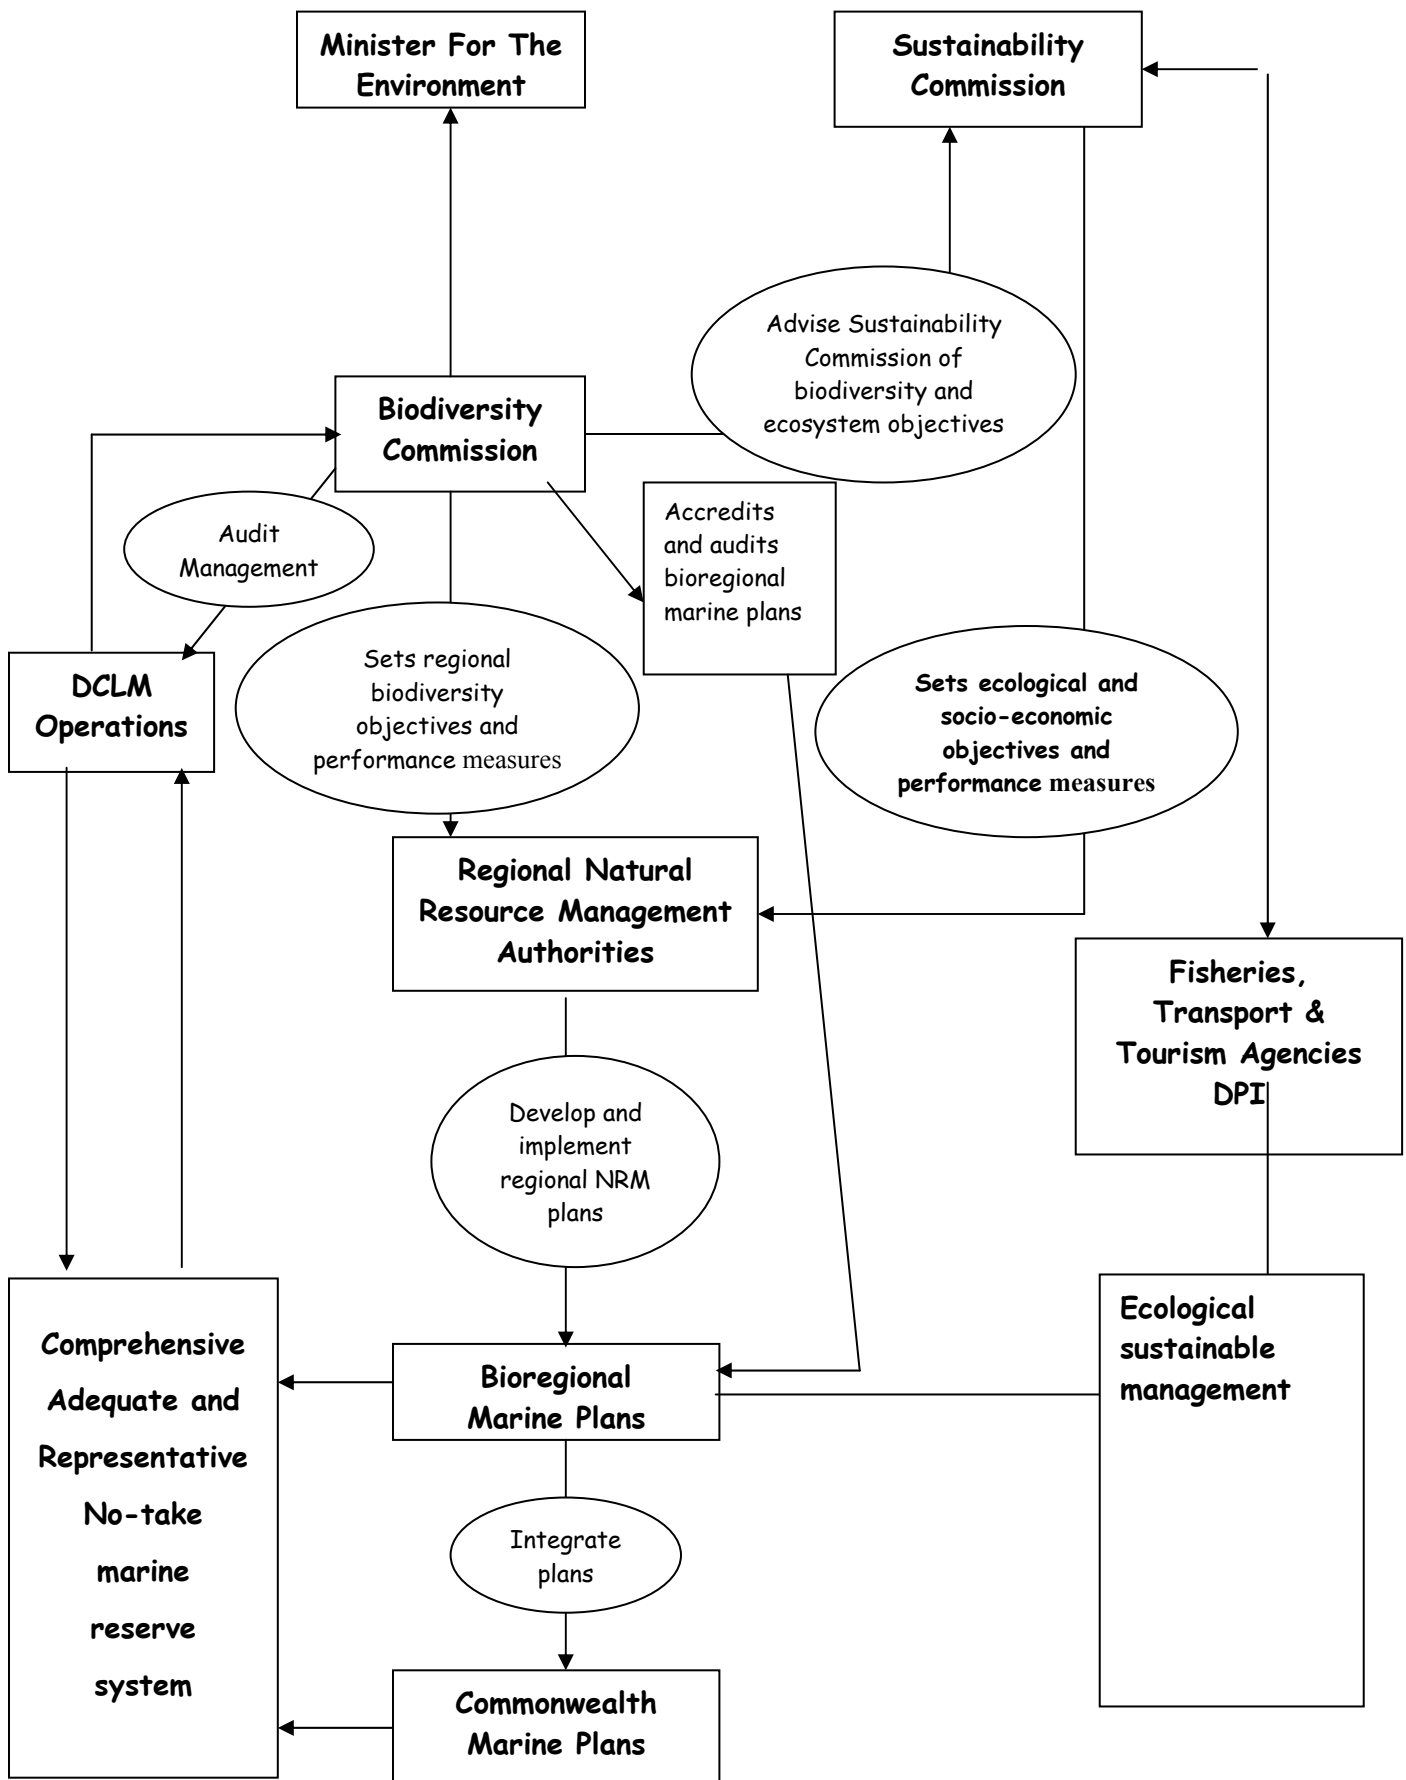 Minister For The
Environment
Sustainability
Commission
Advise Sustainability
Commission of
biodiversity and
ecosystem objectives
Biodiversity
Commission
Accredits
and audits
bioregional
marine plans
Audit
Management
Sets regional
biodiversity
objectives and
performance measures
DCLM
Operations
Sets ecological and
socio-economic
objectives and
performance measures
Regional Natural
Resource Management
Authorities
Fisheries,
Transport &
Tourism Agencies
DPI
Develop and
implement
regional NRM
plans
Comprehensive
Adequate and
Representative
No-take
marine
reserve
system
Bioregional
Marine Plans
Ecological
sustainable
management
Integrate
plans
Commonwealth
Marine Plans